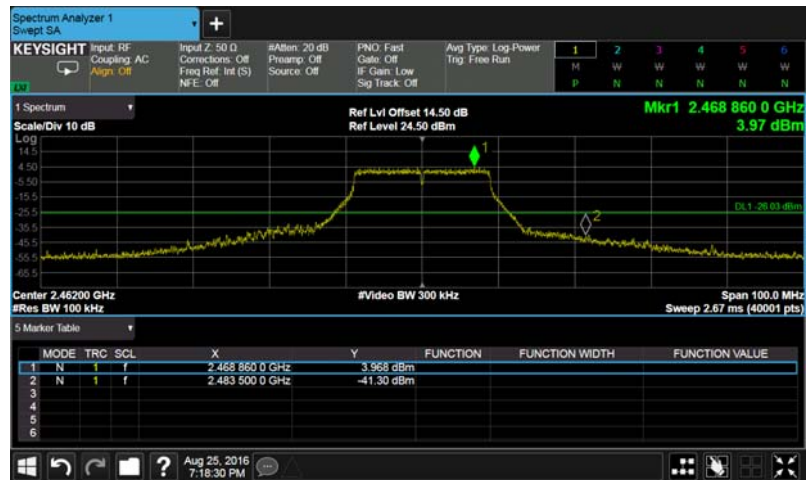 Spectrum Analyzer 1
Swept SA
+
KEYSIGHT
LXI
Input: RF
Coupling: AC
Align: Off
Input Z: 50 Ω
Corrections: Off
Freq Ref: Int (S)
NFE: Off
#Atten: 20 dB
Preamp: Off
Source: Off
PNO: Fast
Gate: Off
IF Gain: Low
Sig Track: Off
Avg Type: Log-Power
Trig: Free Run
1 2 3 4 5 6
M W W W W W
P N N N N N
1 Spectrum
Scale/Div 10 dB
Log
Ref Lvl Offset 14.50 dB
Ref Level 24.50 dBm
Mkr1 2.468 860 0 GHz
3.97 dBm
14.5
4.50
-5.50
-15.5
-25.5
-35.5
-45.5
-55.5
-65.5
1
DL1 -26.03 dBm
2
Center 2.46200 GHz
#Res BW 100 kHz
#Video BW 300 kHz
Span 100.0 MHz
Sweep 2.67 ms (40001 pts)
5 Marker Table
MODE TRC SCL X Y FUNCTION FUNCTION WIDTH FUNCTION VALUE
1 N 1 f 2.468 860 0 GHz 3.968 dBm
2 N 1 f 2.483 500 0 GHz -41.30 dBm
3
4
5
6
?
Aug 25, 2016
7:18:30 PM